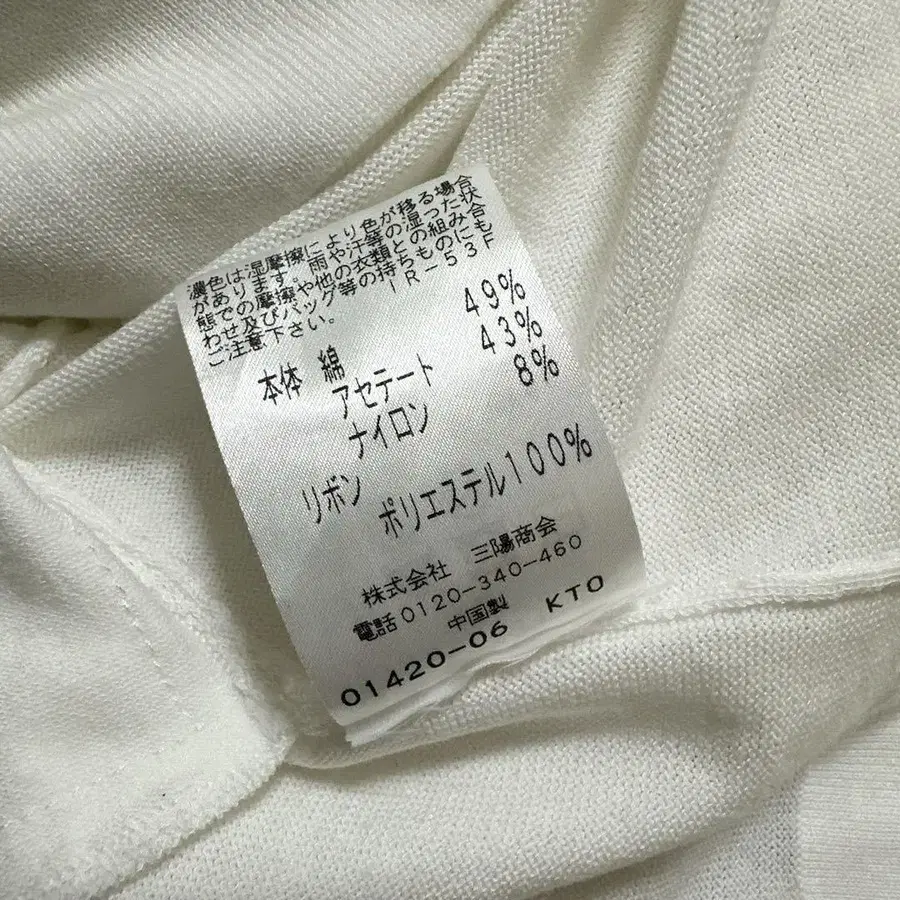 濃色は湿摩擦により色が移る場合
があります。雨や汗等の湿った状
態での摩擦や他の衣類との組み合
わせ及びバッグ等の持ちものにも
ご注意下さい。 IR-53F
本体 綿 49%
アセテート 43%
ナイロン 8%
リボン
ポリエステル100%
株式会社 三陽商会
電話0120-340-460
中国製
01420-06 KTO